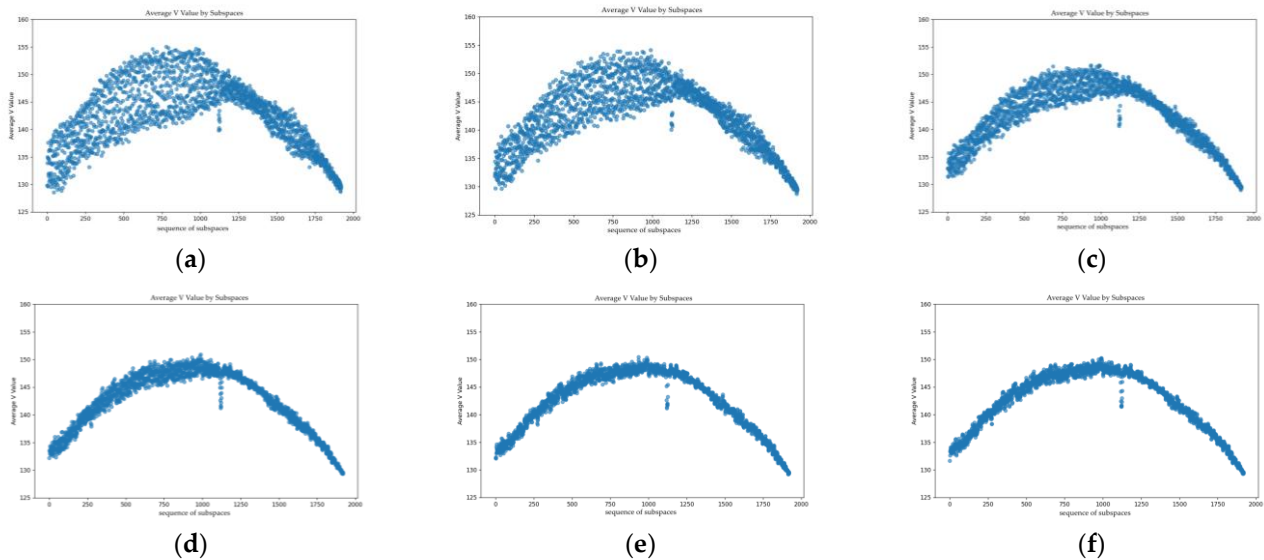 Average V Value by Subspaces
Average V Value by Subspaces
Average V Value by Subspaces
160
155
150
145
140
135
130
125
Average V Value
0 250 500 750 1000 1250 1500 1750 2000
sequence of subspaces
160
155
150
145
140
135
130
125
Average V Value
0 250 500 750 1000 1250 1500 1750 2000
sequence of subspaces
160
155
150
145
140
135
130
125
Average V Value
0 250 500 750 1000 1250 1500 1750 2000
sequence of subspaces
(a)
(b)
(c)
Average V Value by Subspaces
Average V Value by Subspaces
Average V Value by Subspaces
160
155
150
145
140
135
130
125
Average V Value
0 250 500 750 1000 1250 1500 1750 2000
sequence of subspaces
160
155
150
145
140
135
130
125
Average V Value
0 250 500 750 1000 1250 1500 1750 2000
sequence of subspaces
160
155
150
145
140
135
130
125
Average V Value
0 250 500 750 1000 1250 1500 1750 2000
sequence of subspaces
(d)
(e)
(f)